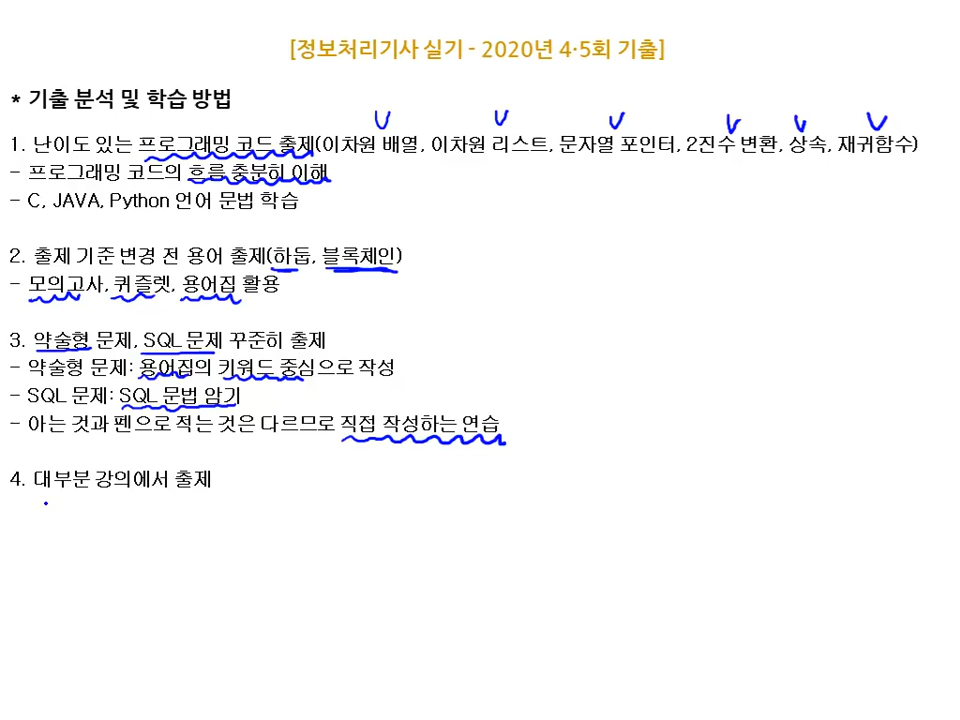 [정보처리기사 실기 - 2020년 4·5회 기출]
* 기출 분석 및 학습 방법
1. 난이도 있는 프로그래밍 코드 출제(이차원 배열, 이차원 리스트, 문자열 포인터, 2진수 변환, 상속, 재귀함수)
- 프로그래밍 코드의 흐름 충분히 이해
- C, JAVA, Python 언어 문법 학습
2. 출제 기준 변경 전 용어 출제(하둡, 블록체인)
- 모의고사, 퀴즐렛, 용어집 활용
3. 약술형 문제, SQL 문제 꾸준히 출제
- 약술형 문제: 용어집의 키워드 중심으로 작성
- SQL 문제: SQL 문법 암기
- 아는 것과 펜으로 적는 것은 다르므로 직접 작성하는 연습
4. 대부분 강의에서 출제